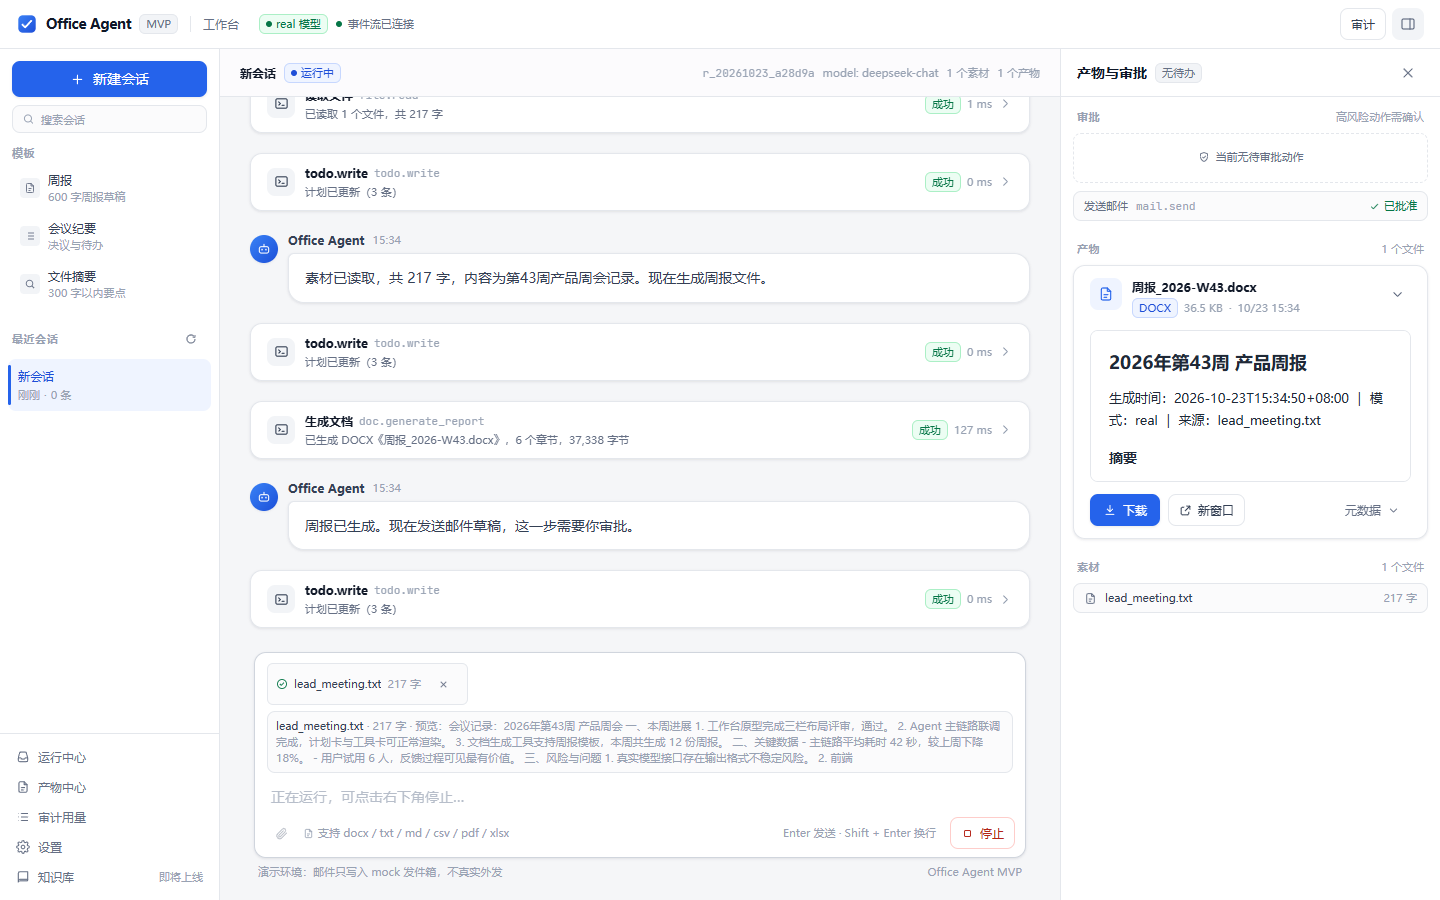 Office Agent MVP 工作台 real 模型 事件流已连接 审计
新建会话
搜索会话
模板
周报
600 字周报草稿
会议纪要
决议与待办
文件摘要
300 字以内要点
最近会话
新会话
刚刚 · 0 条
运行中心
产物中心
审计用量
设置
知识库 即将上线
新会话 运行中 r_20261023_a28d9a model: deepseek-chat 1 个素材 1 个产物
读取文件 file.read 成功 1 ms
已读取 1 个文件，共 217 字
todo.write todo.write 成功 0 ms
计划已更新（3 条）
Office Agent 15:34
素材已读取，共 217 字，内容为第43周产品周会记录。现在生成周报文件。
todo.write todo.write 成功 0 ms
计划已更新（3 条）
生成文档 doc.generate_report 成功 127 ms
已生成 DOCX《周报_2026-W43.docx》，6 个章节，37,338 字节
Office Agent 15:34
周报已生成。现在发送邮件草稿，这一步需要你审批。
todo.write todo.write 成功 0 ms
计划已更新（3 条）
lead_meeting.txt 217 字
lead_meeting.txt · 217 字 · 预览：会议记录：2026年第43周 产品周会 一、本周进展 1. 工作台原型完成三栏布局评审，通过。 2. Agent 主链路联调
完成，计划卡与工具卡可正常渲染。 3. 文档生成工具支持周报模板，本周共生成 12 份周报。 二、关键数据 - 主链路平均耗时 42 秒，较上周下降
18%。 - 用户试用 6 人，反馈过程可见最有价值。 三、风险与问题 1. 真实模型接口存在输出格式不稳定风险。 2. 前端
正在运行，可点击右下角停止...
支持 docx / txt / md / csv / pdf / xlsx Enter 发送 · Shift + Enter 换行 停止
演示环境：邮件只写入 mock 发件箱，不真实外发 Office Agent MVP
产物与审批 无待办
审批 高风险动作需确认
当前无待审批动作
发送邮件 mail.send 已批准
产物 1 个文件
周报_2026-W43.docx
DOCX 36.5 KB · 10/23 15:34
2026年第43周 产品周报
生成时间：2026-10-23T15:34:50+08:00 | 模
式：real | 来源：lead_meeting.txt
摘要
下载 新窗口 元数据
素材 1 个文件
lead_meeting.txt 217 字